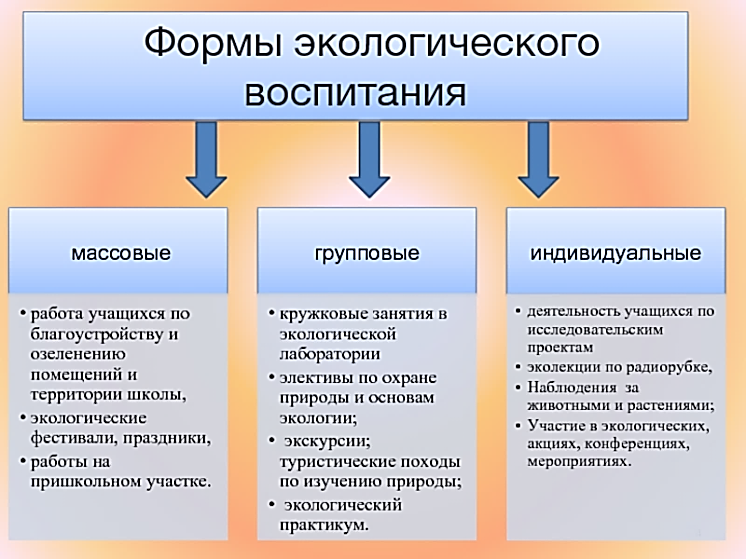 Формы экологического
воспитания
массовые
• работа учащихся по
благоустройству и
озеленению
помещений и
территории школы,
• экологические
фестивали, праздники,
• работы на
пришкольном участке.
групповые
• кружковые занятия в
экологической
лаборатории
• элективы по охране
природы и основам
экологии;
• экскурсии;
туристические походы
по изучению природы;
• экологический
практикум.
индивидуальные
• деятельность учащихся по
исследовательским
проектам
• эколекции по радиорубке,
• Наблюдения за
животными и растениями;
• Участие в экологических,
акциях, конференциях,
мероприятиях.